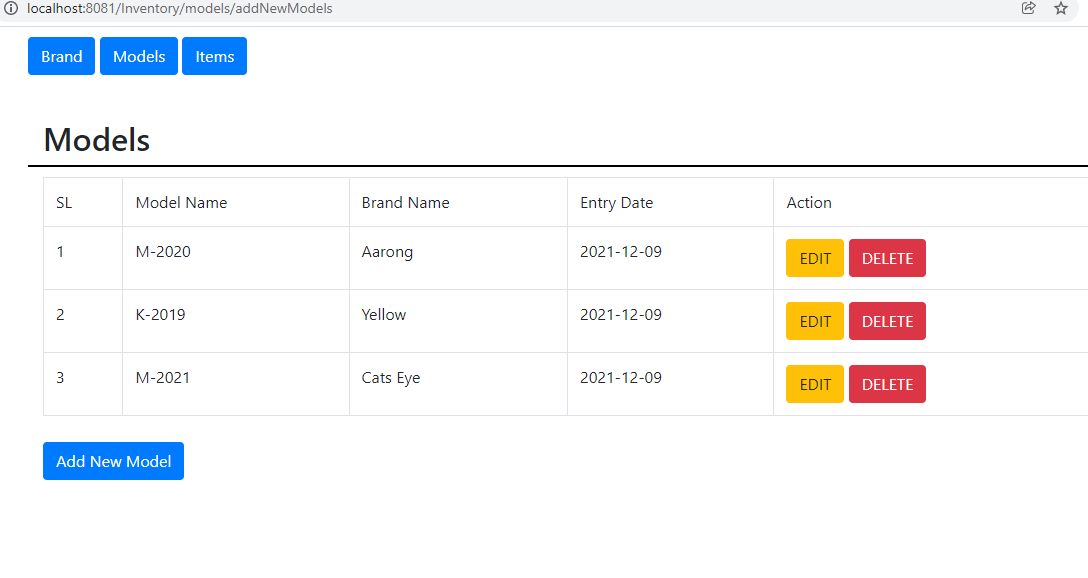 localhost:8081/Inventory/models/addNewModels
Brand Models Items
Models
SL Model Name Brand Name Entry Date Action
1 M-2020 Aarong 2021-12-09 EDIT DELETE
2 K-2019 Yellow 2021-12-09 EDIT DELETE
3 M-2021 Cats Eye 2021-12-09 EDIT DELETE
Add New Model